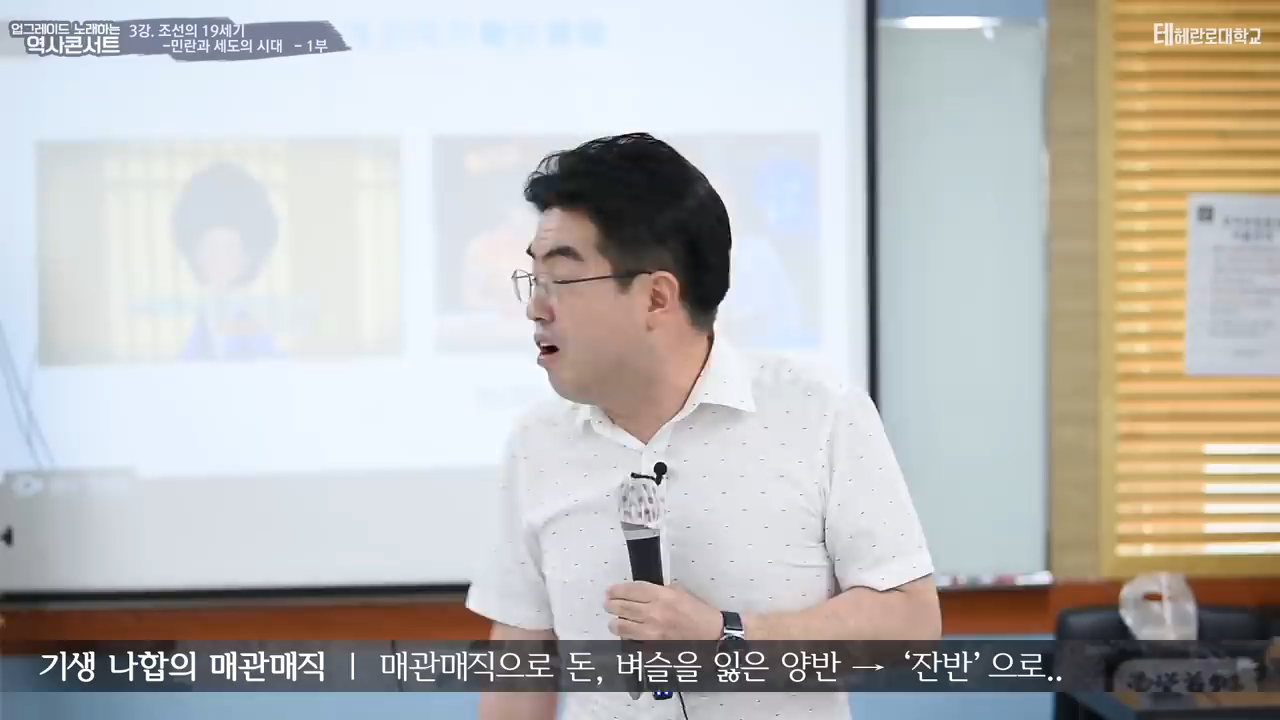 업그레이드 노래하는
역사콘서트
3강. 조선의 19세기
-민란과 세도의 시대 - 1부
테헤란로대학교
기생 나합의 매관매직 | 매관매직으로 돈, 벼슬을 잃은 양반 → ‘잔반’으로..